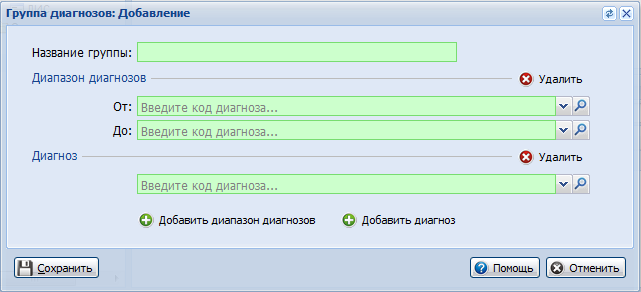 Группа диагнозов: Добавление
Название группы:
Диапазон диагнозов Удалить
От: Введите код диагноза...
До: Введите код диагноза...
Диагноз Удалить
Введите код диагноза...
Добавить диапазон диагнозов Добавить диагноз
Сохранить Помощь Отменить